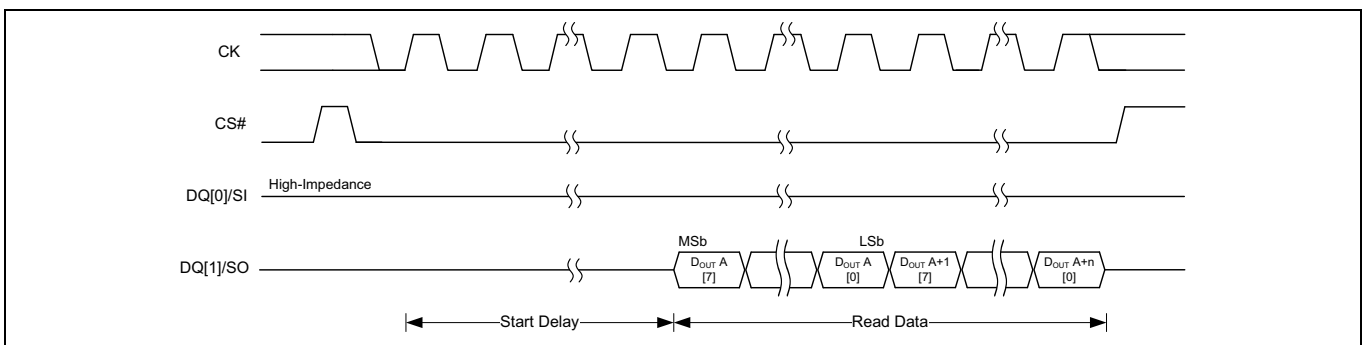 CK
CS#
DQ[0]/SI
High-Impedance
DQ[1]/SO
MSb
LSb
DOUT A
[7]
DOUT A
[0]
DOUT A+1
[7]
DOUT A+n
[0]
Start Delay
Read Data